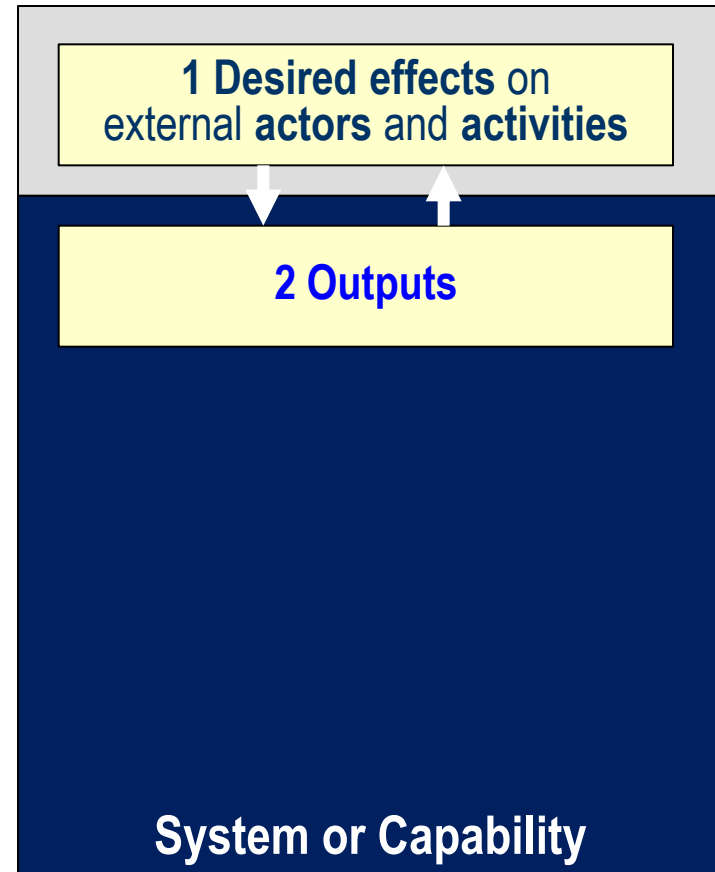 1 Desired effects on
external actors and activities
2 Outputs
System or Capability